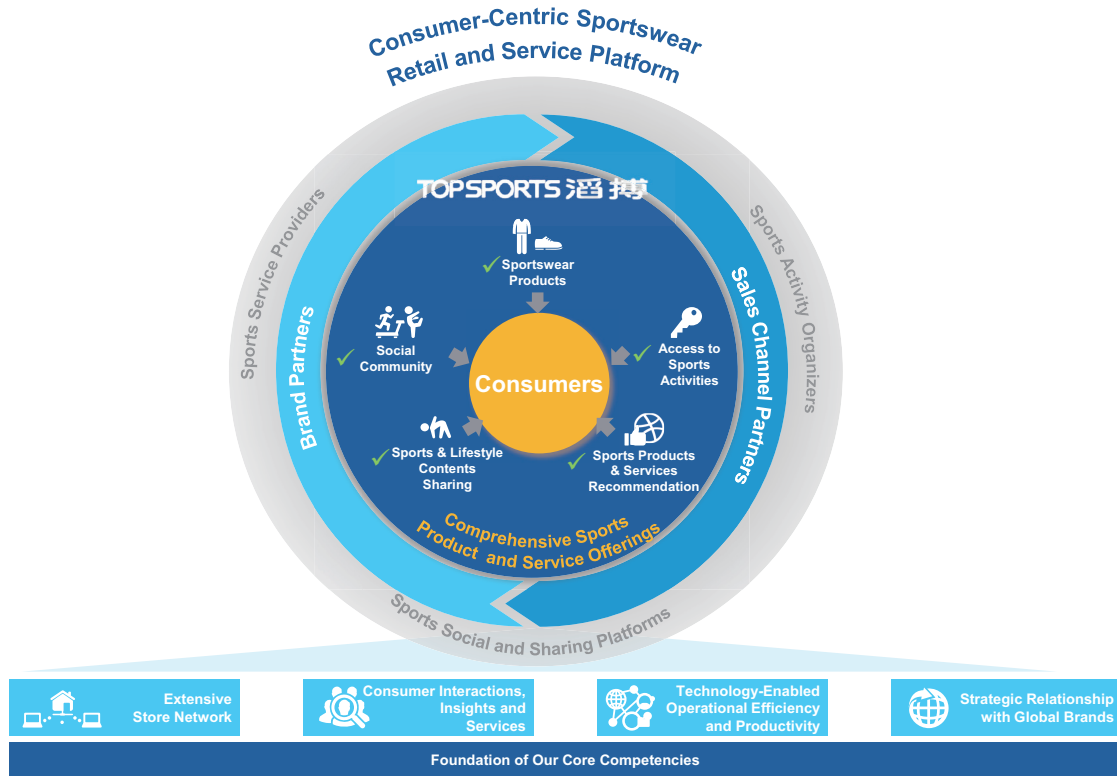 Consumer-Centric Sportswear
Retail and Service Platform
TOPSPORTS 滔搏
Sports Service Providers
Brand Partners
Sports Activity Organizers
Sales Channel Partners
Sportswear
Products
Social
Community
Access to
Sports
Activities
Consumers
Sports & Lifestyle
Contents
Sharing
Sports Products
& Services
Recommendation
Comprehensive Sports
Product and Service Offerings
Sports Social and Sharing Platforms
Extensive
Store Network
Consumer Interactions,
Insights and
Services
Technology-Enabled
Operational Efficiency
and Productivity
Strategic Relationship
with Global Brands
Foundation of Our Core Competencies